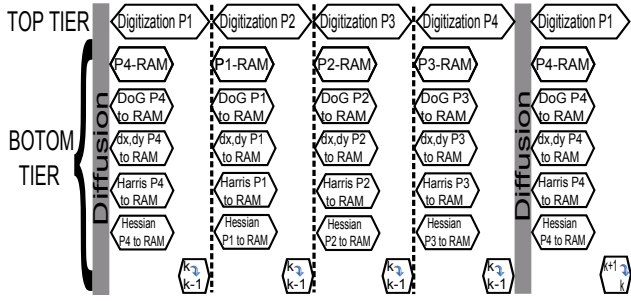 TOP TIER
Digitization P1
Digitization P2
Digitization P3
Digitization P4
Digitization P1
BOTOM
TIER
Diffusion
Diffusion
P4-RAM
P1-RAM
P2-RAM
P3-RAM
P4-RAM
DoG P4
to RAM
DoG P1
to RAM
DoG P2
to RAM
DoG P3
to RAM
DoG P4
to RAM
dx,dy P4
to RAM
dx,dy P1
to RAM
dx,dy P2
to RAM
dx,dy P3
to RAM
dx,dy P4
to RAM
Harris P4
to RAM
Harris P1
to RAM
Harris P2
to RAM
Harris P3
to RAM
Harris P4
to RAM
Hessian
P4 to RAM
Hessian
P1 to RAM
Hessian
P2 to RAM
Hessian
P3 to RAM
Hessian
P4 to RAM
k
k-1
k
k-1
k
k-1
k
k-1
k+1
k